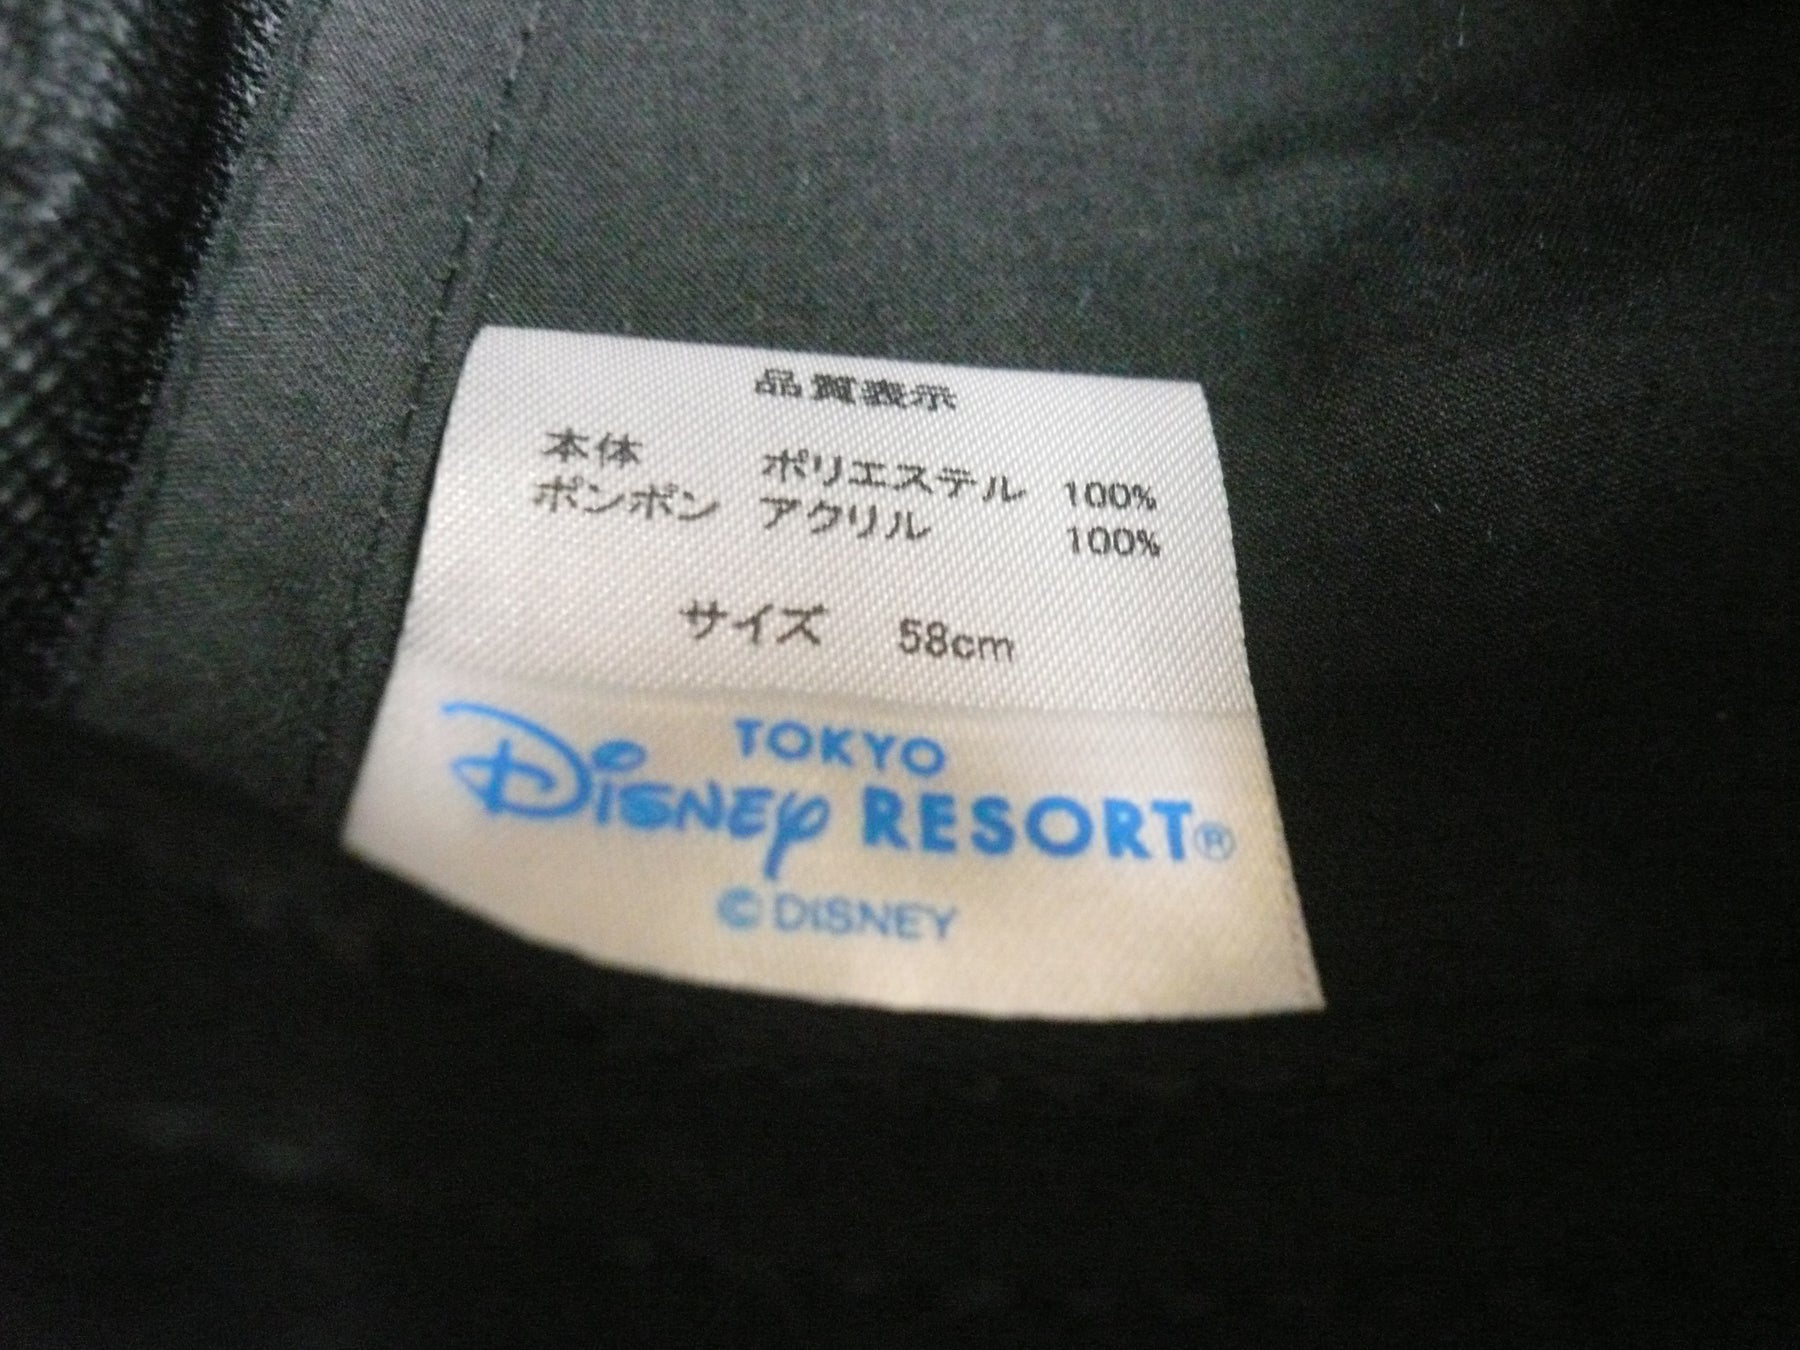 品質表示
本体 ポリエステル 100%
ポンポン アクリル 100%
サイズ 58cm
TOKYO
Disney RESORT®
©DISNEY